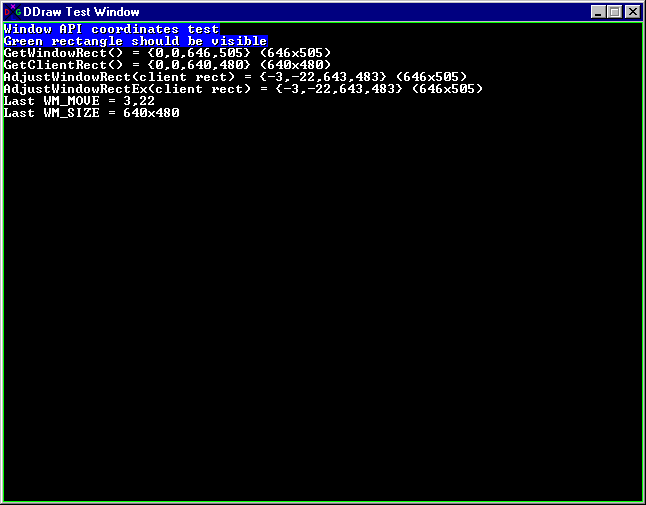 DDraw Test Window
Window API coordinates test
Green rectangle should be visible
GetWindowRect() = {0,0,646,505} (646x505)
GetClientRect() = {0,0,640,480} (640x480)
AdjustWindowRect(client rect) = {-3,-22,643,483} (646x505)
AdjustWindowRectEx(client rect) = {-3,-22,643,483} (646x505)
Last WM_MOVE = 3,22
Last WM_SIZE = 640x480